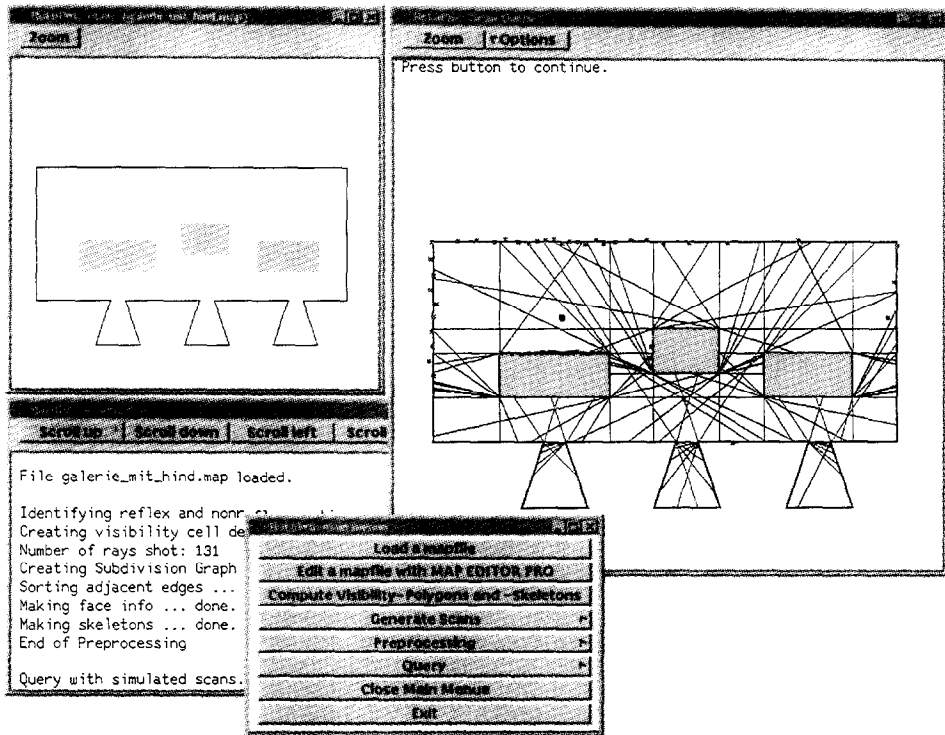 Zoom
Zoom Options
Press button to continue.
Scroll up Scroll down Scroll left Scroll
File galerie_mit_hind.map loaded.
Identifying reflex and
Creating visibility cell
Number of rays shot: 131
Creating Subdivision Graph
Sorting adjacent edges ...
Making face info ... done.
Making skeletons ... done.
End of Preprocessing
Query with simulated scans.
Load a mapfile
Edit a mapfile with MAP EDITOR PRO
Compute Visibility-Polygons and -Skeletons
Generate Scans
Preprocessing
Query
Close Main Menue
Exit